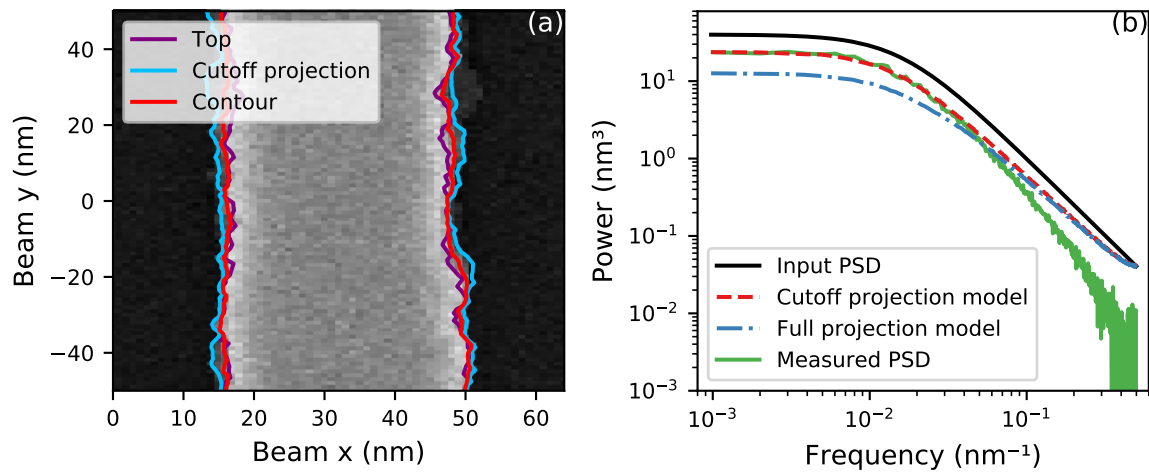 (a)
Top
Cutoff projection
Contour
40
20
0
−20
−40
Beam y (nm)
0 10 20 30 40 50 60
Beam x (nm)
(b)
10¹
10⁰
10⁻¹
10⁻²
10⁻³
Power (nm³)
Input PSD
Cutoff projection model
Full projection model
Measured PSD
10⁻³ 10⁻² 10⁻¹
Frequency (nm⁻¹)